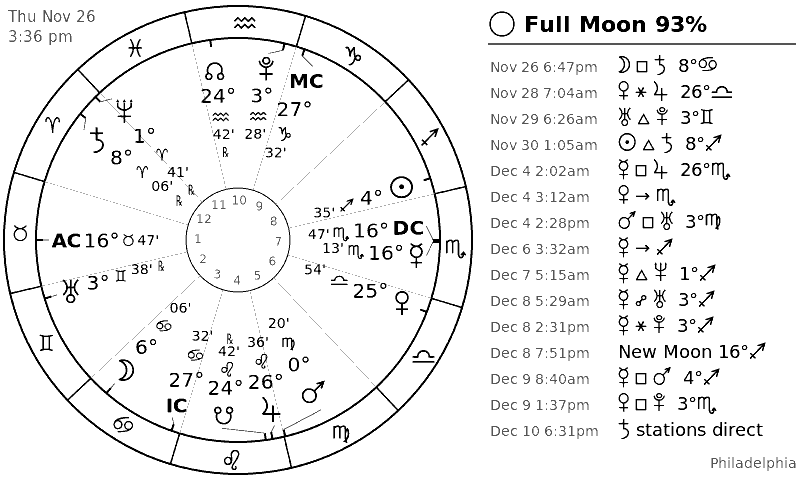 Thu Nov 26
3:36 pm
○ Full Moon 93%
Nov 26 6:47pm ☽ □ ♄ 8°♋
Nov 28 7:04am ♀ ⚹ ♃ 26°♎
Nov 29 6:26am ♅ △ ♇ 3°♊
Nov 30 1:05am ☉ △ ♄ 8°♐
Dec 4 2:02am ☿ □ ♃ 26°♏
Dec 4 3:12am ♀ → ♏
Dec 4 2:28pm ♂ □ ♅ 3°♍
Dec 6 3:32am ☿ → ♐
Dec 7 5:15am ☿ △ ♆ 1°♐
Dec 8 5:29am ☿ ☍ ♅ 3°♐
Dec 8 2:31pm ☿ ⚹ ♇ 3°♐
Dec 8 7:51pm New Moon 16°♐
Dec 9 8:40am ☿ □ ♂ 4°♐
Dec 9 1:37pm ♀ □ ♇ 3°♏
Dec 10 6:31pm ♄ stations direct
Philadelphia
♒
♓
♑
♈
♐
♉
♏
♊
♎
♋
♍
♌
☊ 24° ♒ 42' ℞
♇ 3° ♒ 28'
MC 27° ♑ 32'
♆ 1° ♈ 41' ℞
♄ 8° ♈ 06' ℞
☉ 4° ♐ 35'
AC 16° ♉ 47'
DC 16° ♏ 47'
☿ 16° ♏ 13'
♅ 3° ♊ 38' ℞
♀ 25° ♎ 54'
☽ 6° ♋ 06'
IC 27° ♋ 32'
☋ 24° ♌ 42' ℞
♃ 26° ♌ 36'
♂ 0° ♍ 20'
1
2
3
4
5
6
7
8
9
10
11
12